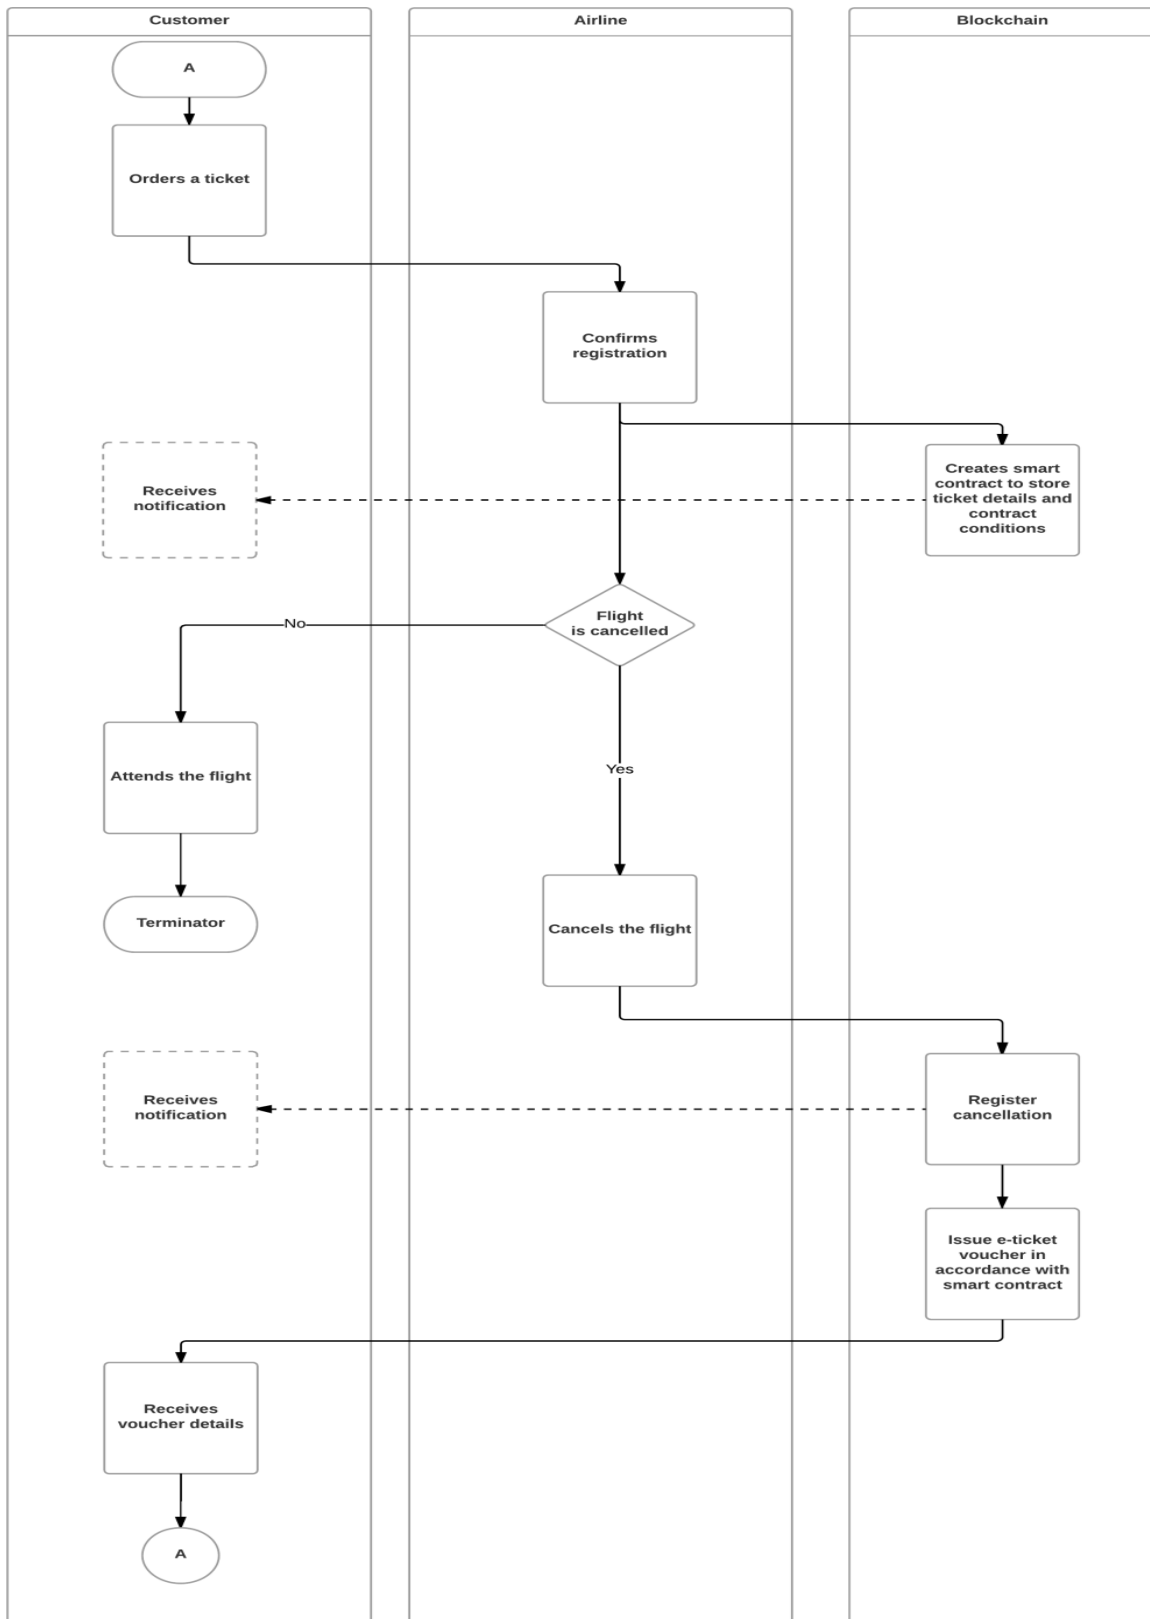 Customer
Airline
Blockchain
A
Orders a ticket
Confirms
registration
Receives
notification
Creates smart
contract to store
ticket details and
contract
conditions
Flight
is cancelled
No
Yes
Attends the flight
Terminator
Cancels the flight
Receives
notification
Register
cancellation
Issue e-ticket
voucher in
accordance with
smart contract
Receives
voucher details
A